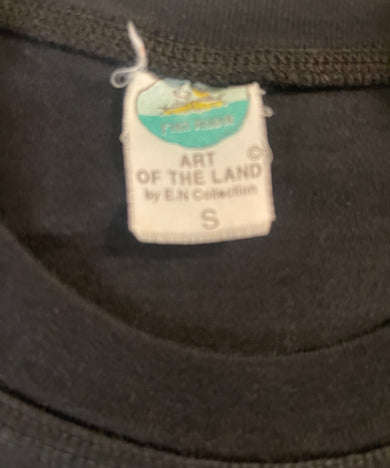 ART ©
OF THE LAND
by E.N Collection
S